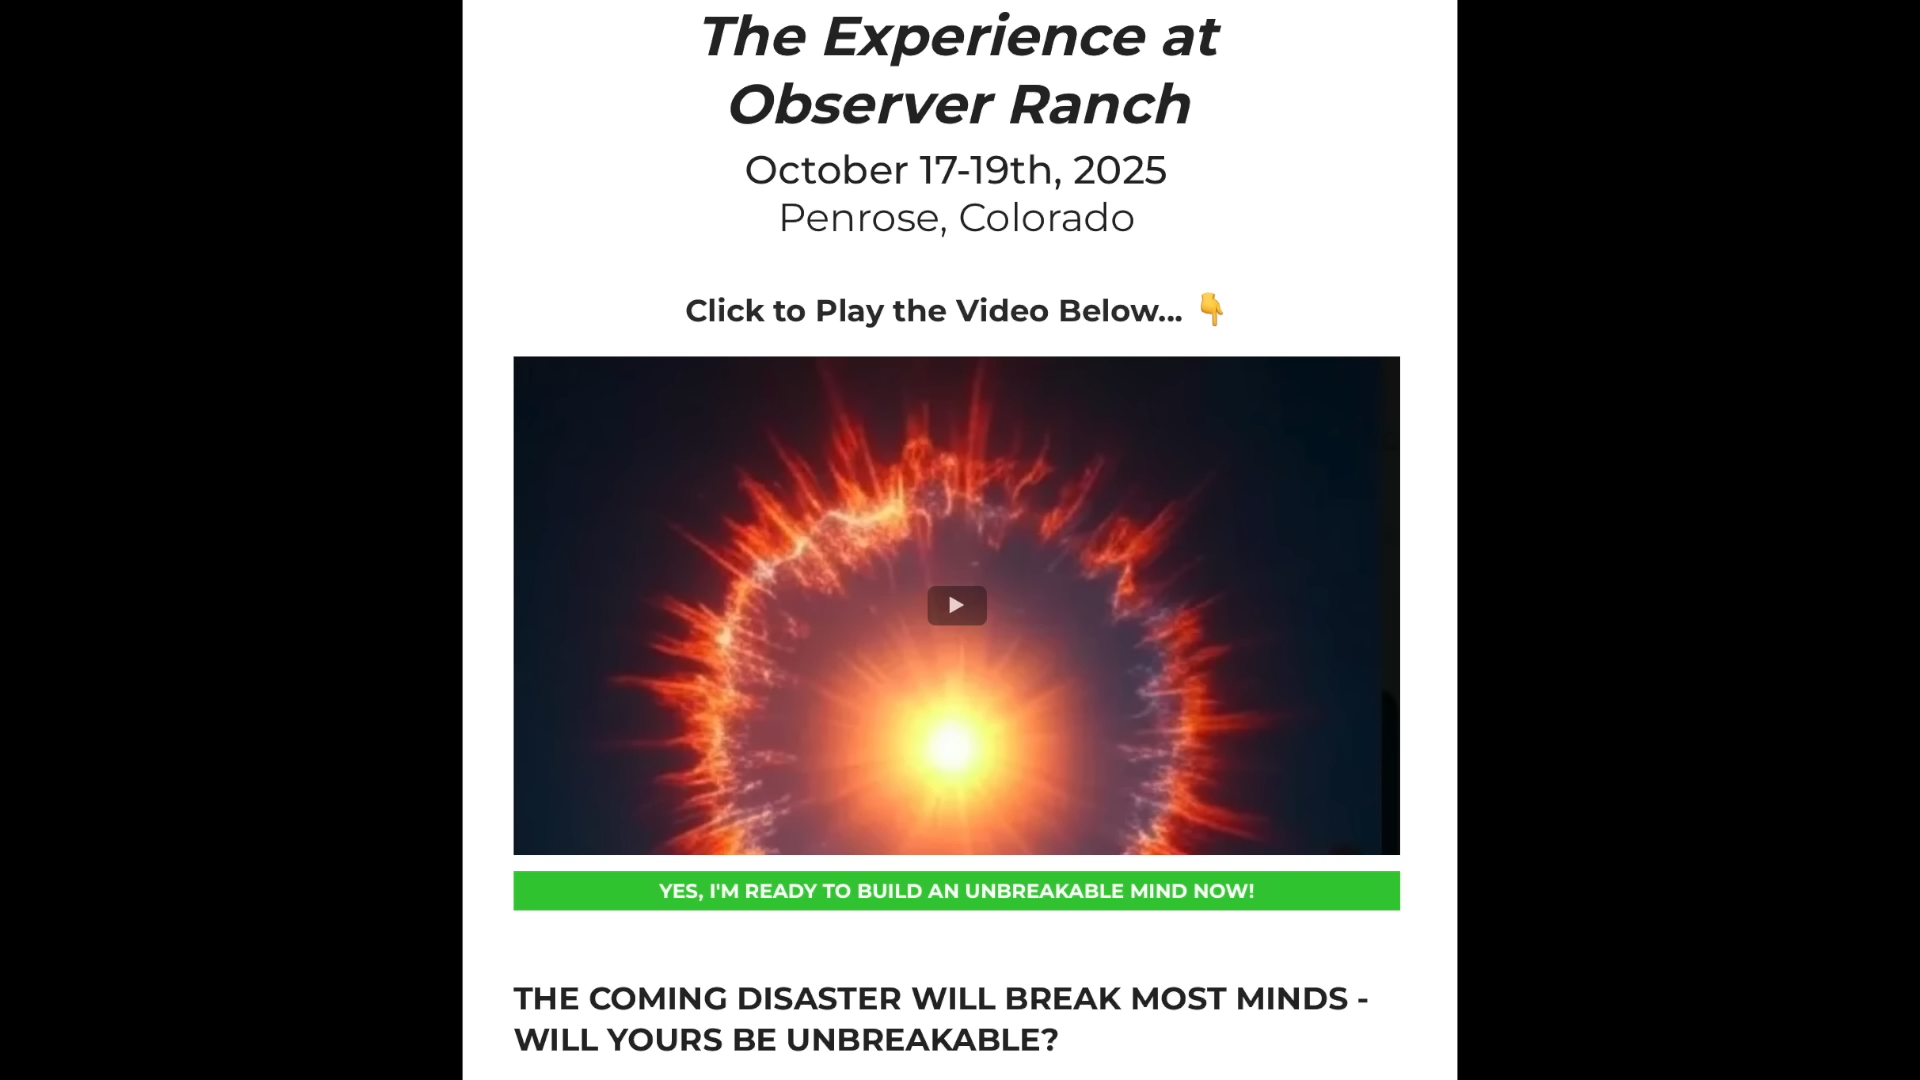 The Experience at
Observer Ranch
October 17-19th, 2025
Penrose, Colorado
Click to Play the Video Below... 👇
YES, I'M READY TO BUILD AN UNBREAKABLE MIND NOW!
THE COMING DISASTER WILL BREAK MOST MINDS -
WILL YOURS BE UNBREAKABLE?